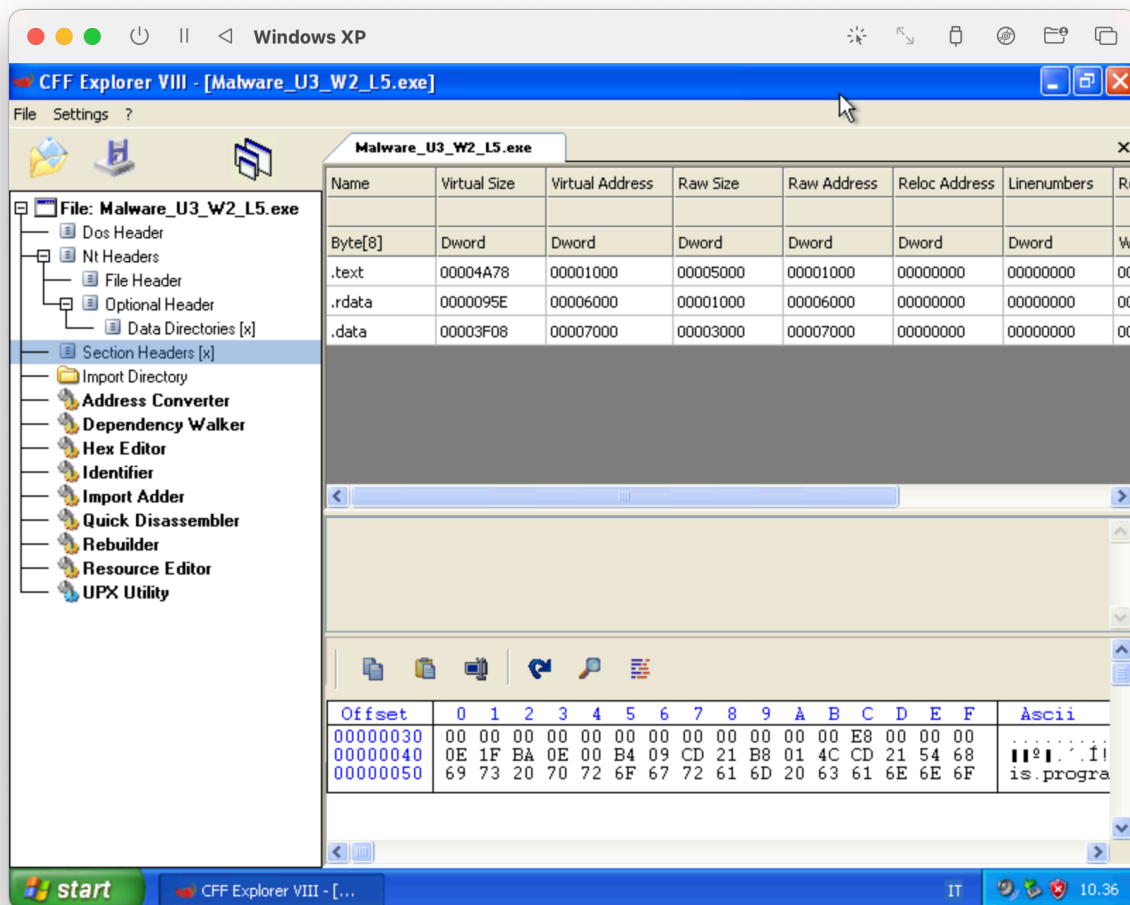 Windows XP
CFF Explorer VIII - [Malware_U3_W2_L5.exe]
File Settings ?
Malware_U3_W2_L5.exe
File: Malware_U3_W2_L5.exe
Dos Header
Nt Headers
File Header
Optional Header
Data Directories [x]
Section Headers [x]
Import Directory
Address Converter
Dependency Walker
Hex Editor
Identifier
Import Adder
Quick Disassembler
Rebuilder
Resource Editor
UPX Utility
Name Virtual Size Virtual Address Raw Size Raw Address Reloc Address Linenumbers
Byte[8] Dword Dword Dword Dword Dword Dword
.text 00004A78 00001000 00005000 00001000 00000000 00000000
.rdata 0000095E 00006000 00001000 00006000 00000000 00000000
.data 00003F08 00007000 00003000 00007000 00000000 00000000
Offset 0 1 2 3 4 5 6 7 8 9 A B C D E F Ascii
00000030 00 00 00 00 00 00 00 00 00 00 00 00 E8 00 00 00 ........
00000040 0E 1F BA 0E 00 B4 09 CD 21 B8 01 4C CD 21 54 68
00000050 69 73 20 70 72 6F 67 72 61 6D 20 63 61 6E 6E 6F is.progra
start
CFF Explorer VIII - [...
IT
10.36